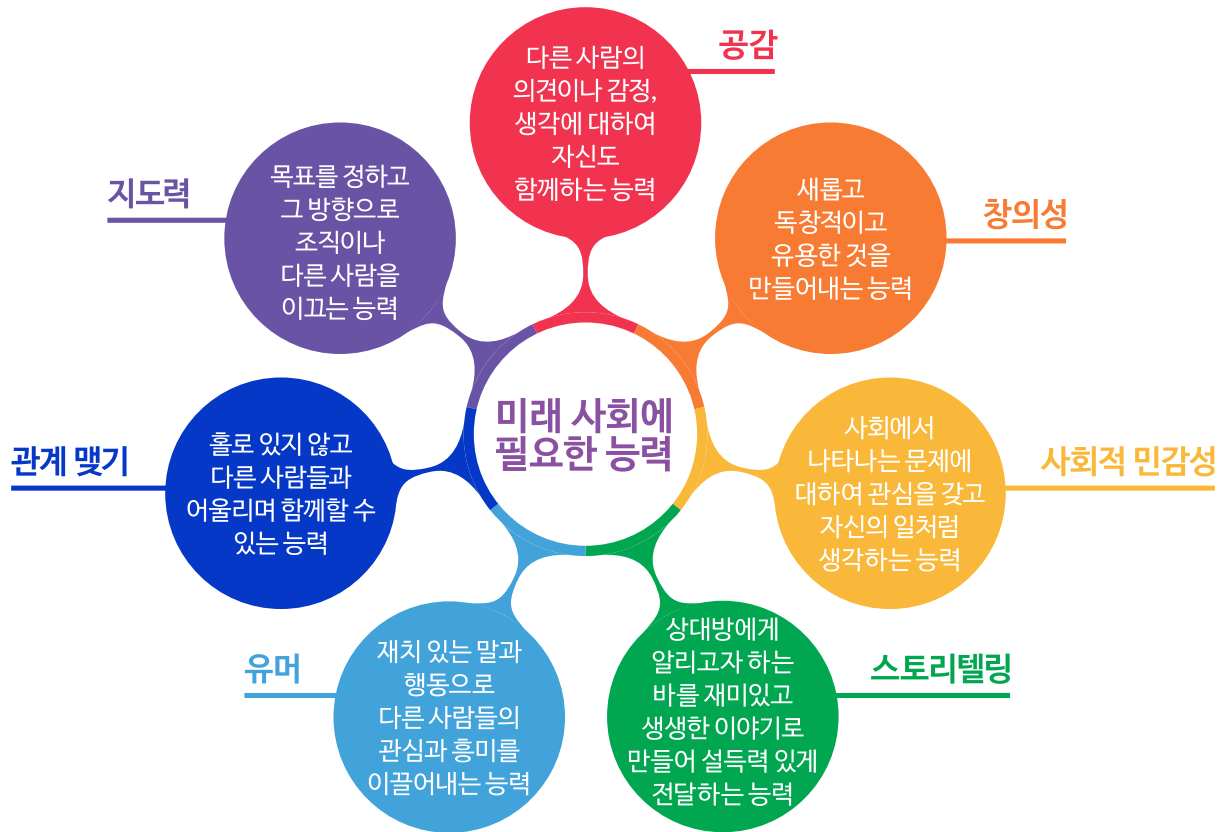 미래 사회에
필요한 능력
공감
다른 사람의
의견이나 감정,
생각에 대하여
자신도
함께하는 능력
창의성
새롭고
독창적이고
유용한 것을
만들어내는 능력
사회적 민감성
사회에서
나타나는 문제에
대하여 관심을 갖고
자신의 일처럼
생각하는 능력
스토리텔링
상대방에게
알리고자 하는
바를 재미있고
생생한 이야기로
만들어 설득력 있게
전달하는 능력
유머
재치 있는 말과
행동으로
다른 사람들의
관심과 흥미를
이끌어내는 능력
관계 맺기
홀로 있지 않고
다른 사람들과
어울리며 함께할 수
있는 능력
지도력
목표를 정하고
그 방향으로
조직이나
다른 사람을
이끄는 능력